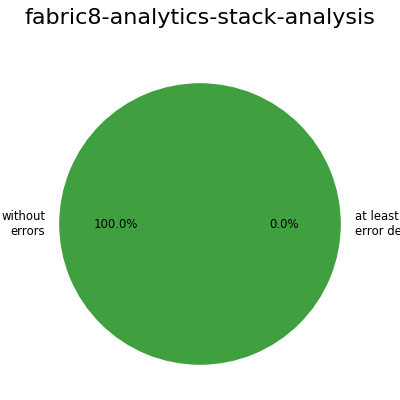 fabric8-analytics-stack-analysis
without
errors
100.0%
0.0%
at least
error de